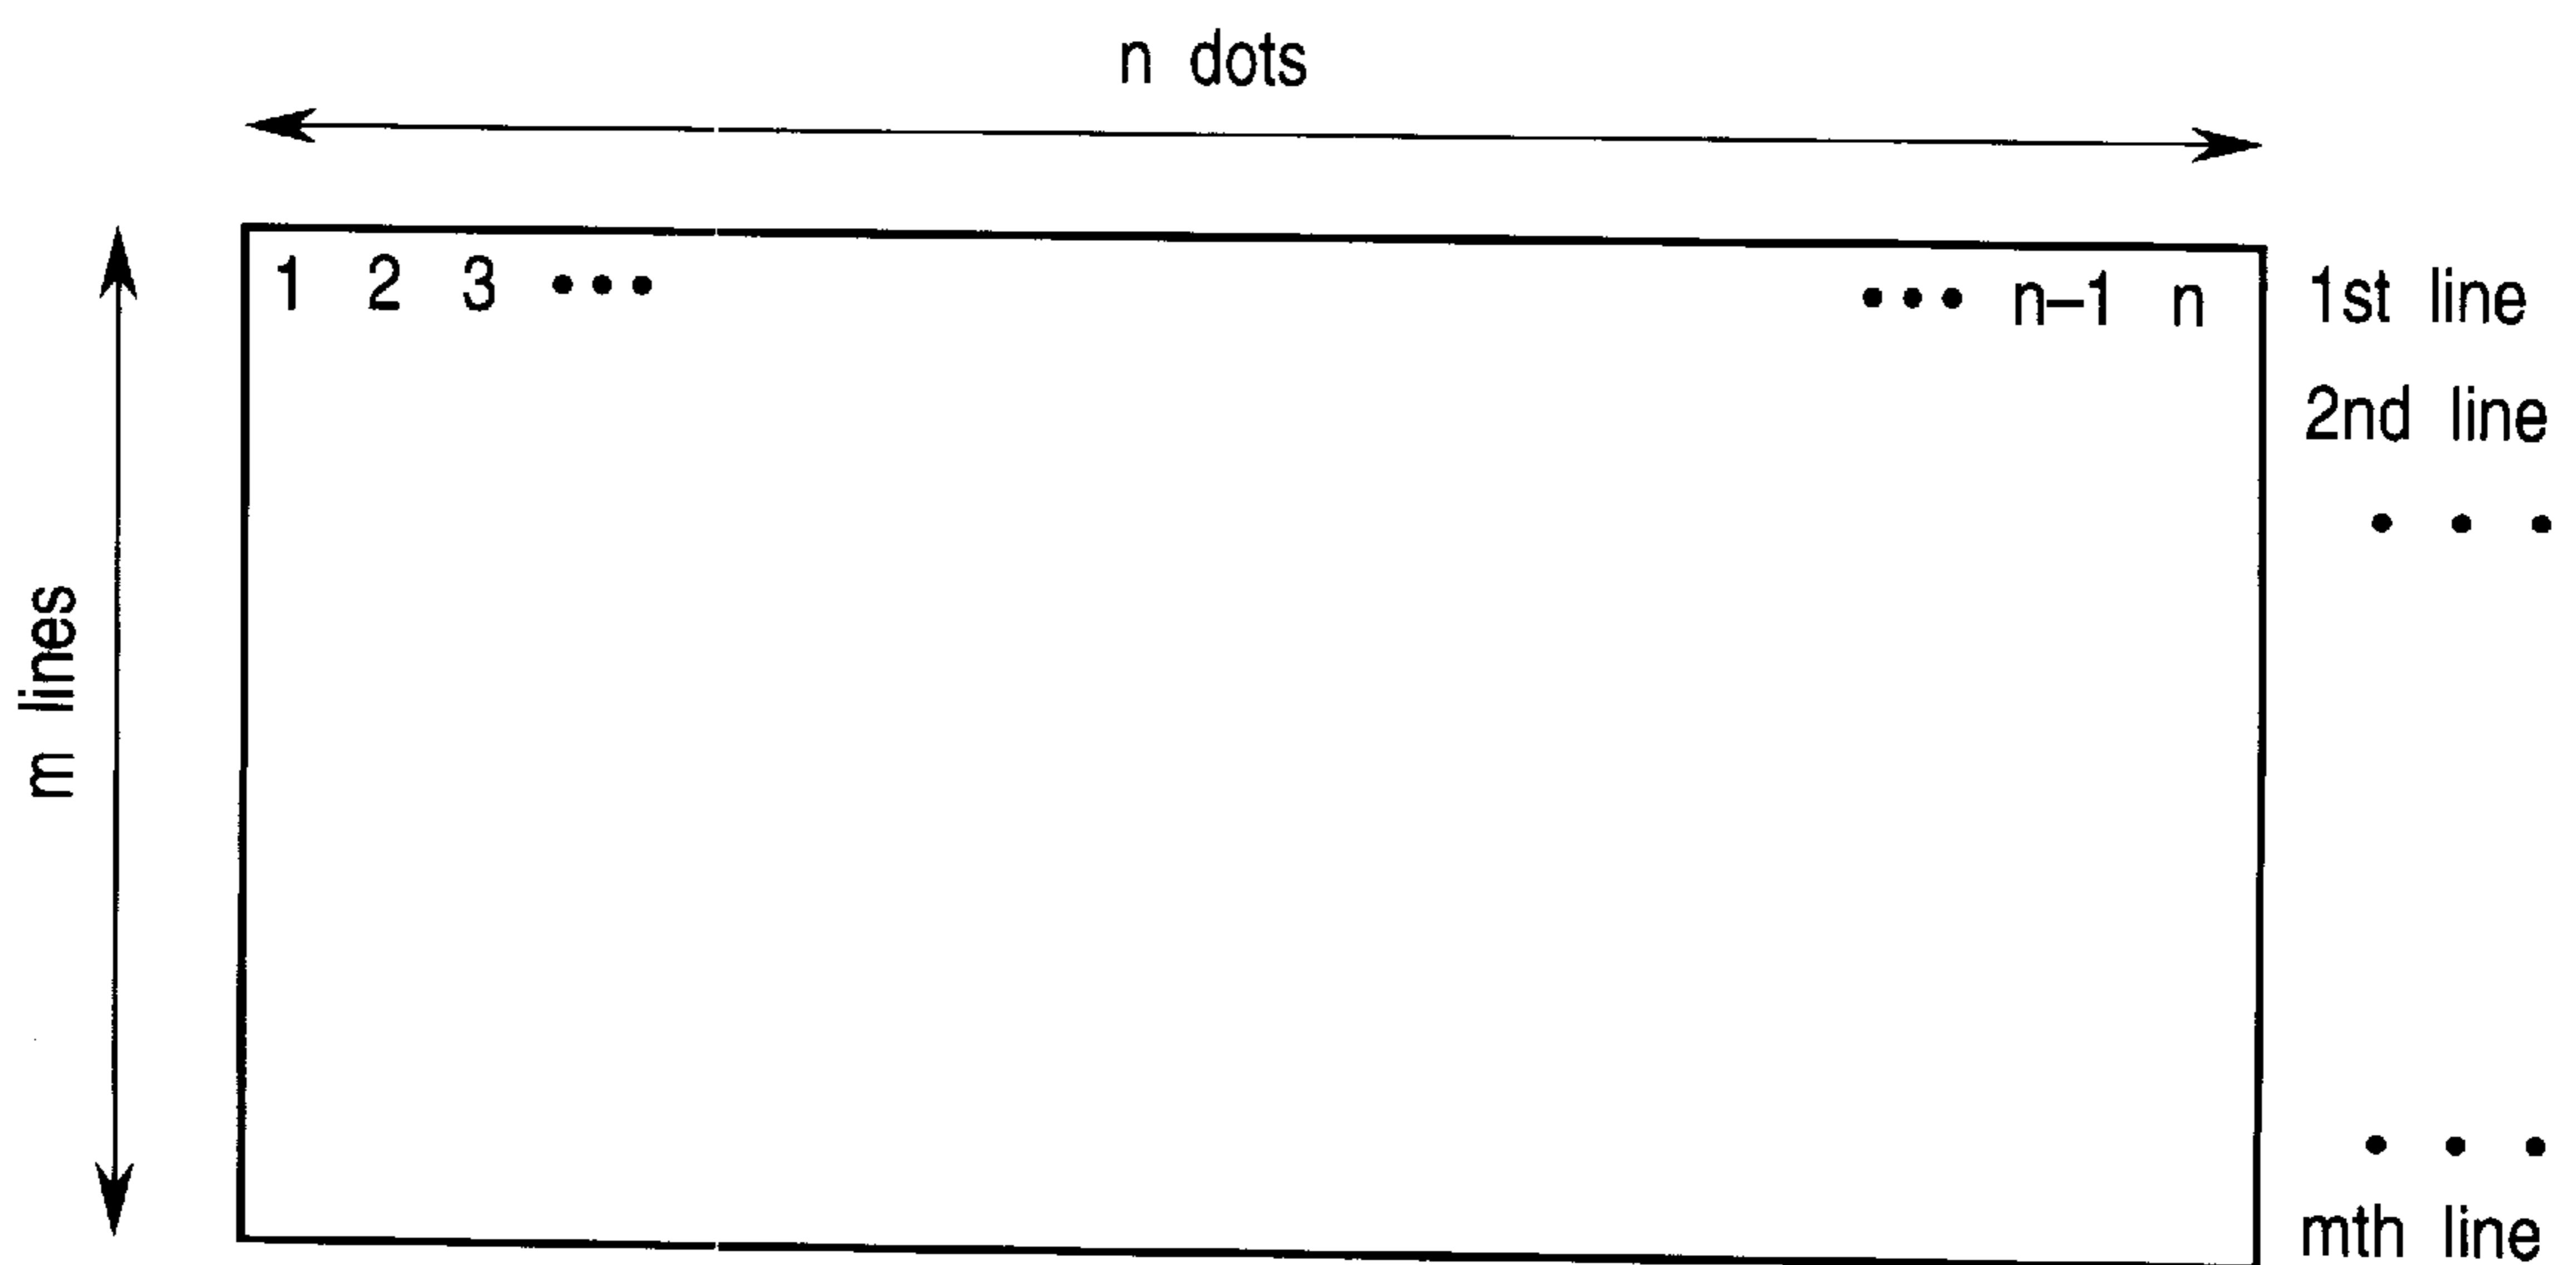 n dots
1 2 3 ••• ••• n–1 n 1st line
2nd line
• • •
m lines
• • •
mth line